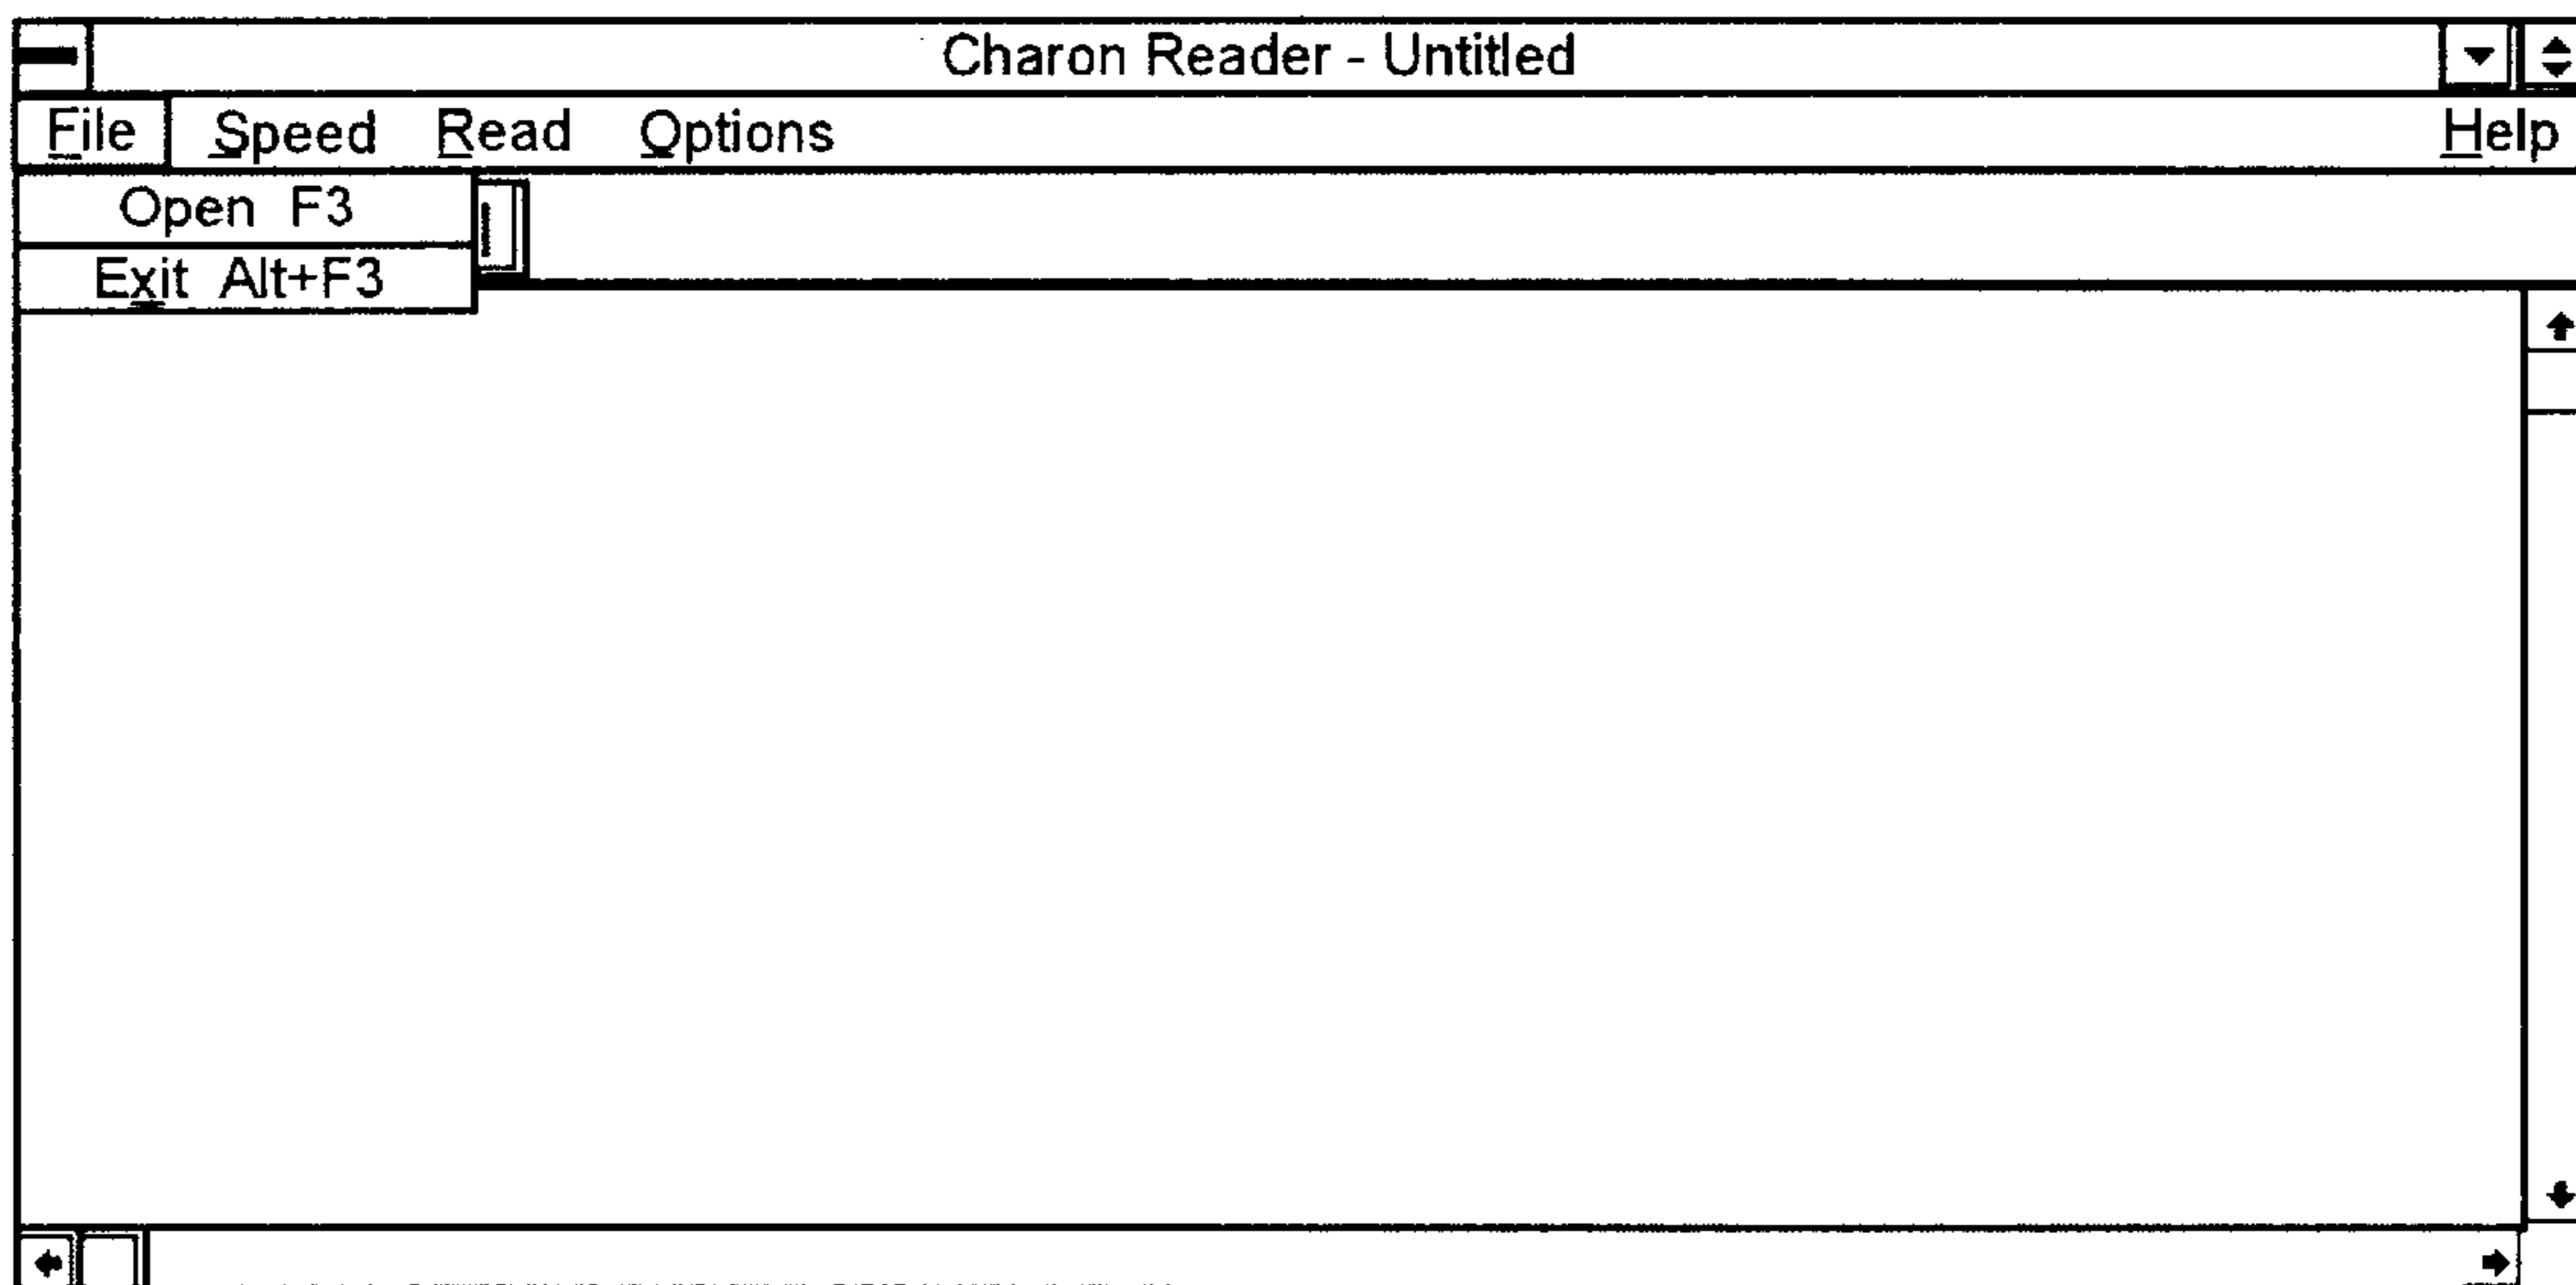 Charon Reader - Untitled
File Speed Read Options Help
Open F3
Exit Alt+F3